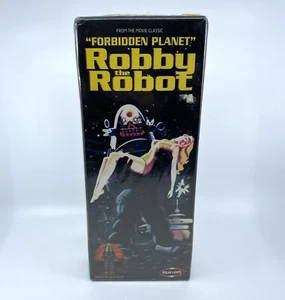 FROM THE MOVIE CLASSIC
"FORBIDDEN PLANET"
Robby
the
Robot